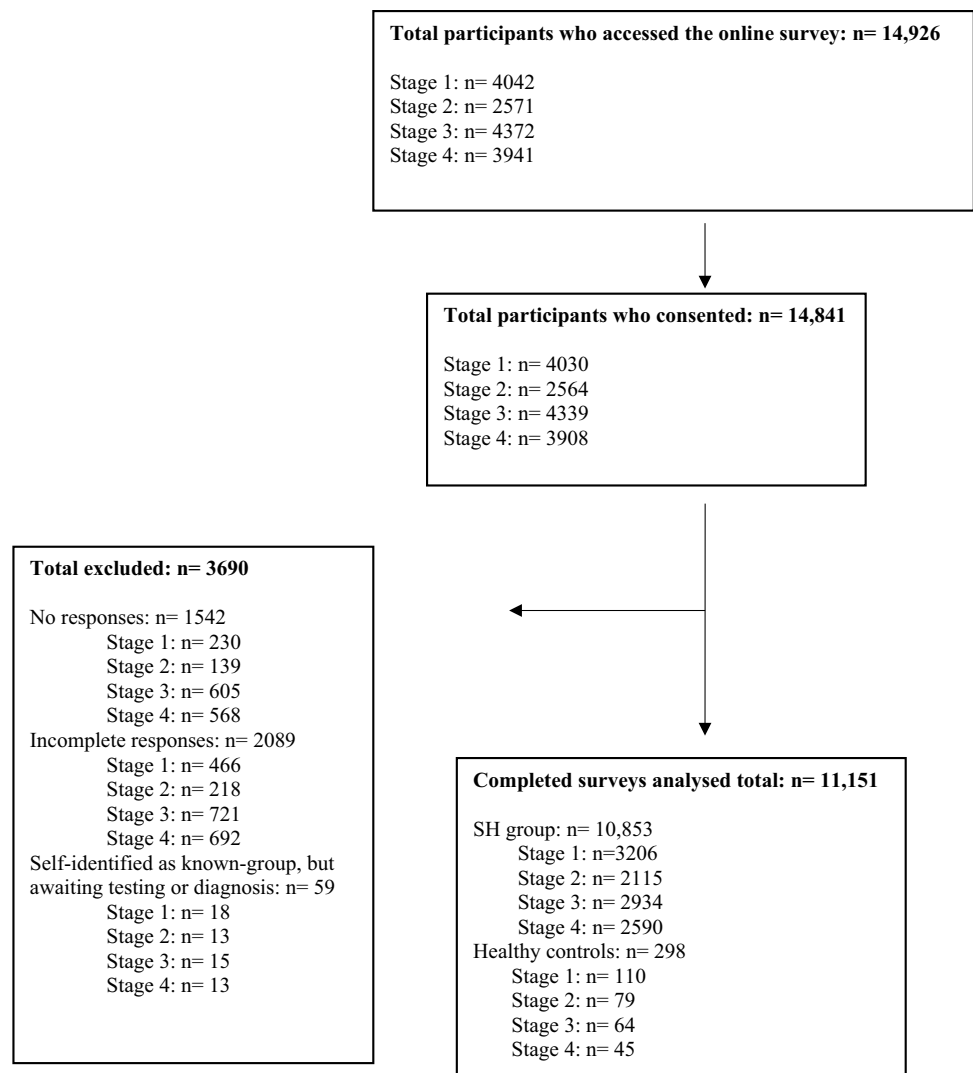 Total participants who accessed the online survey: n= 14,926
Stage 1: n= 4042
Stage 2: n= 2571
Stage 3: n= 4372
Stage 4: n= 3941
Total participants who consented: n= 14,841
Stage 1: n= 4030
Stage 2: n= 2564
Stage 3: n= 4339
Stage 4: n= 3908
Total excluded: n= 3690
No responses: n= 1542
Stage 1: n= 230
Stage 2: n= 139
Stage 3: n= 605
Stage 4: n= 568
Incomplete responses: n= 2089
Stage 1: n= 466
Stage 2: n= 218
Stage 3: n= 721
Stage 4: n= 692
Self-identified as known-group, but
awaiting testing or diagnosis: n= 59
Stage 1: n= 18
Stage 2: n= 13
Stage 3: n= 15
Stage 4: n= 13
Completed surveys analysed total: n= 11,151
SH group: n= 10,853
Stage 1: n=3206
Stage 2: n= 2115
Stage 3: n= 2934
Stage 4: n= 2590
Healthy controls: n= 298
Stage 1: n= 110
Stage 2: n= 79
Stage 3: n= 64
Stage 4: n= 45